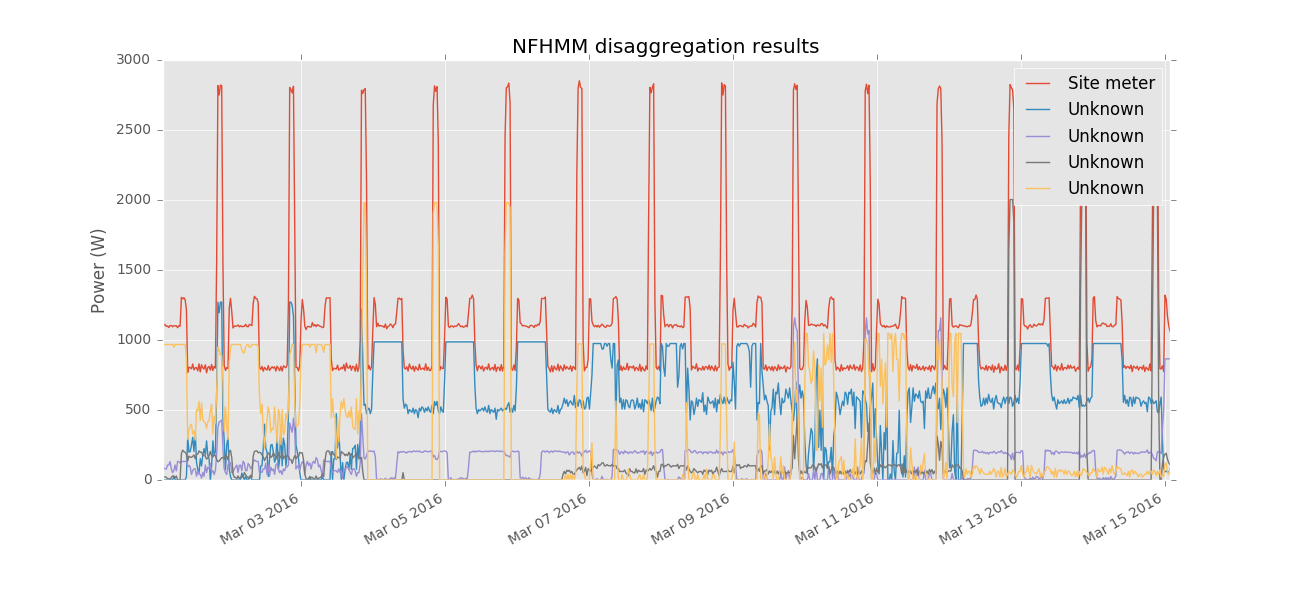 NFHMM disaggregation results
3000
2500
2000
1500
1000
500
0
Power (W)
Site meter
Unknown
Unknown
Unknown
Unknown
Mar 03 2016
Mar 05 2016
Mar 07 2016
Mar 09 2016
Mar 11 2016
Mar 13 2016
Mar 15 2016